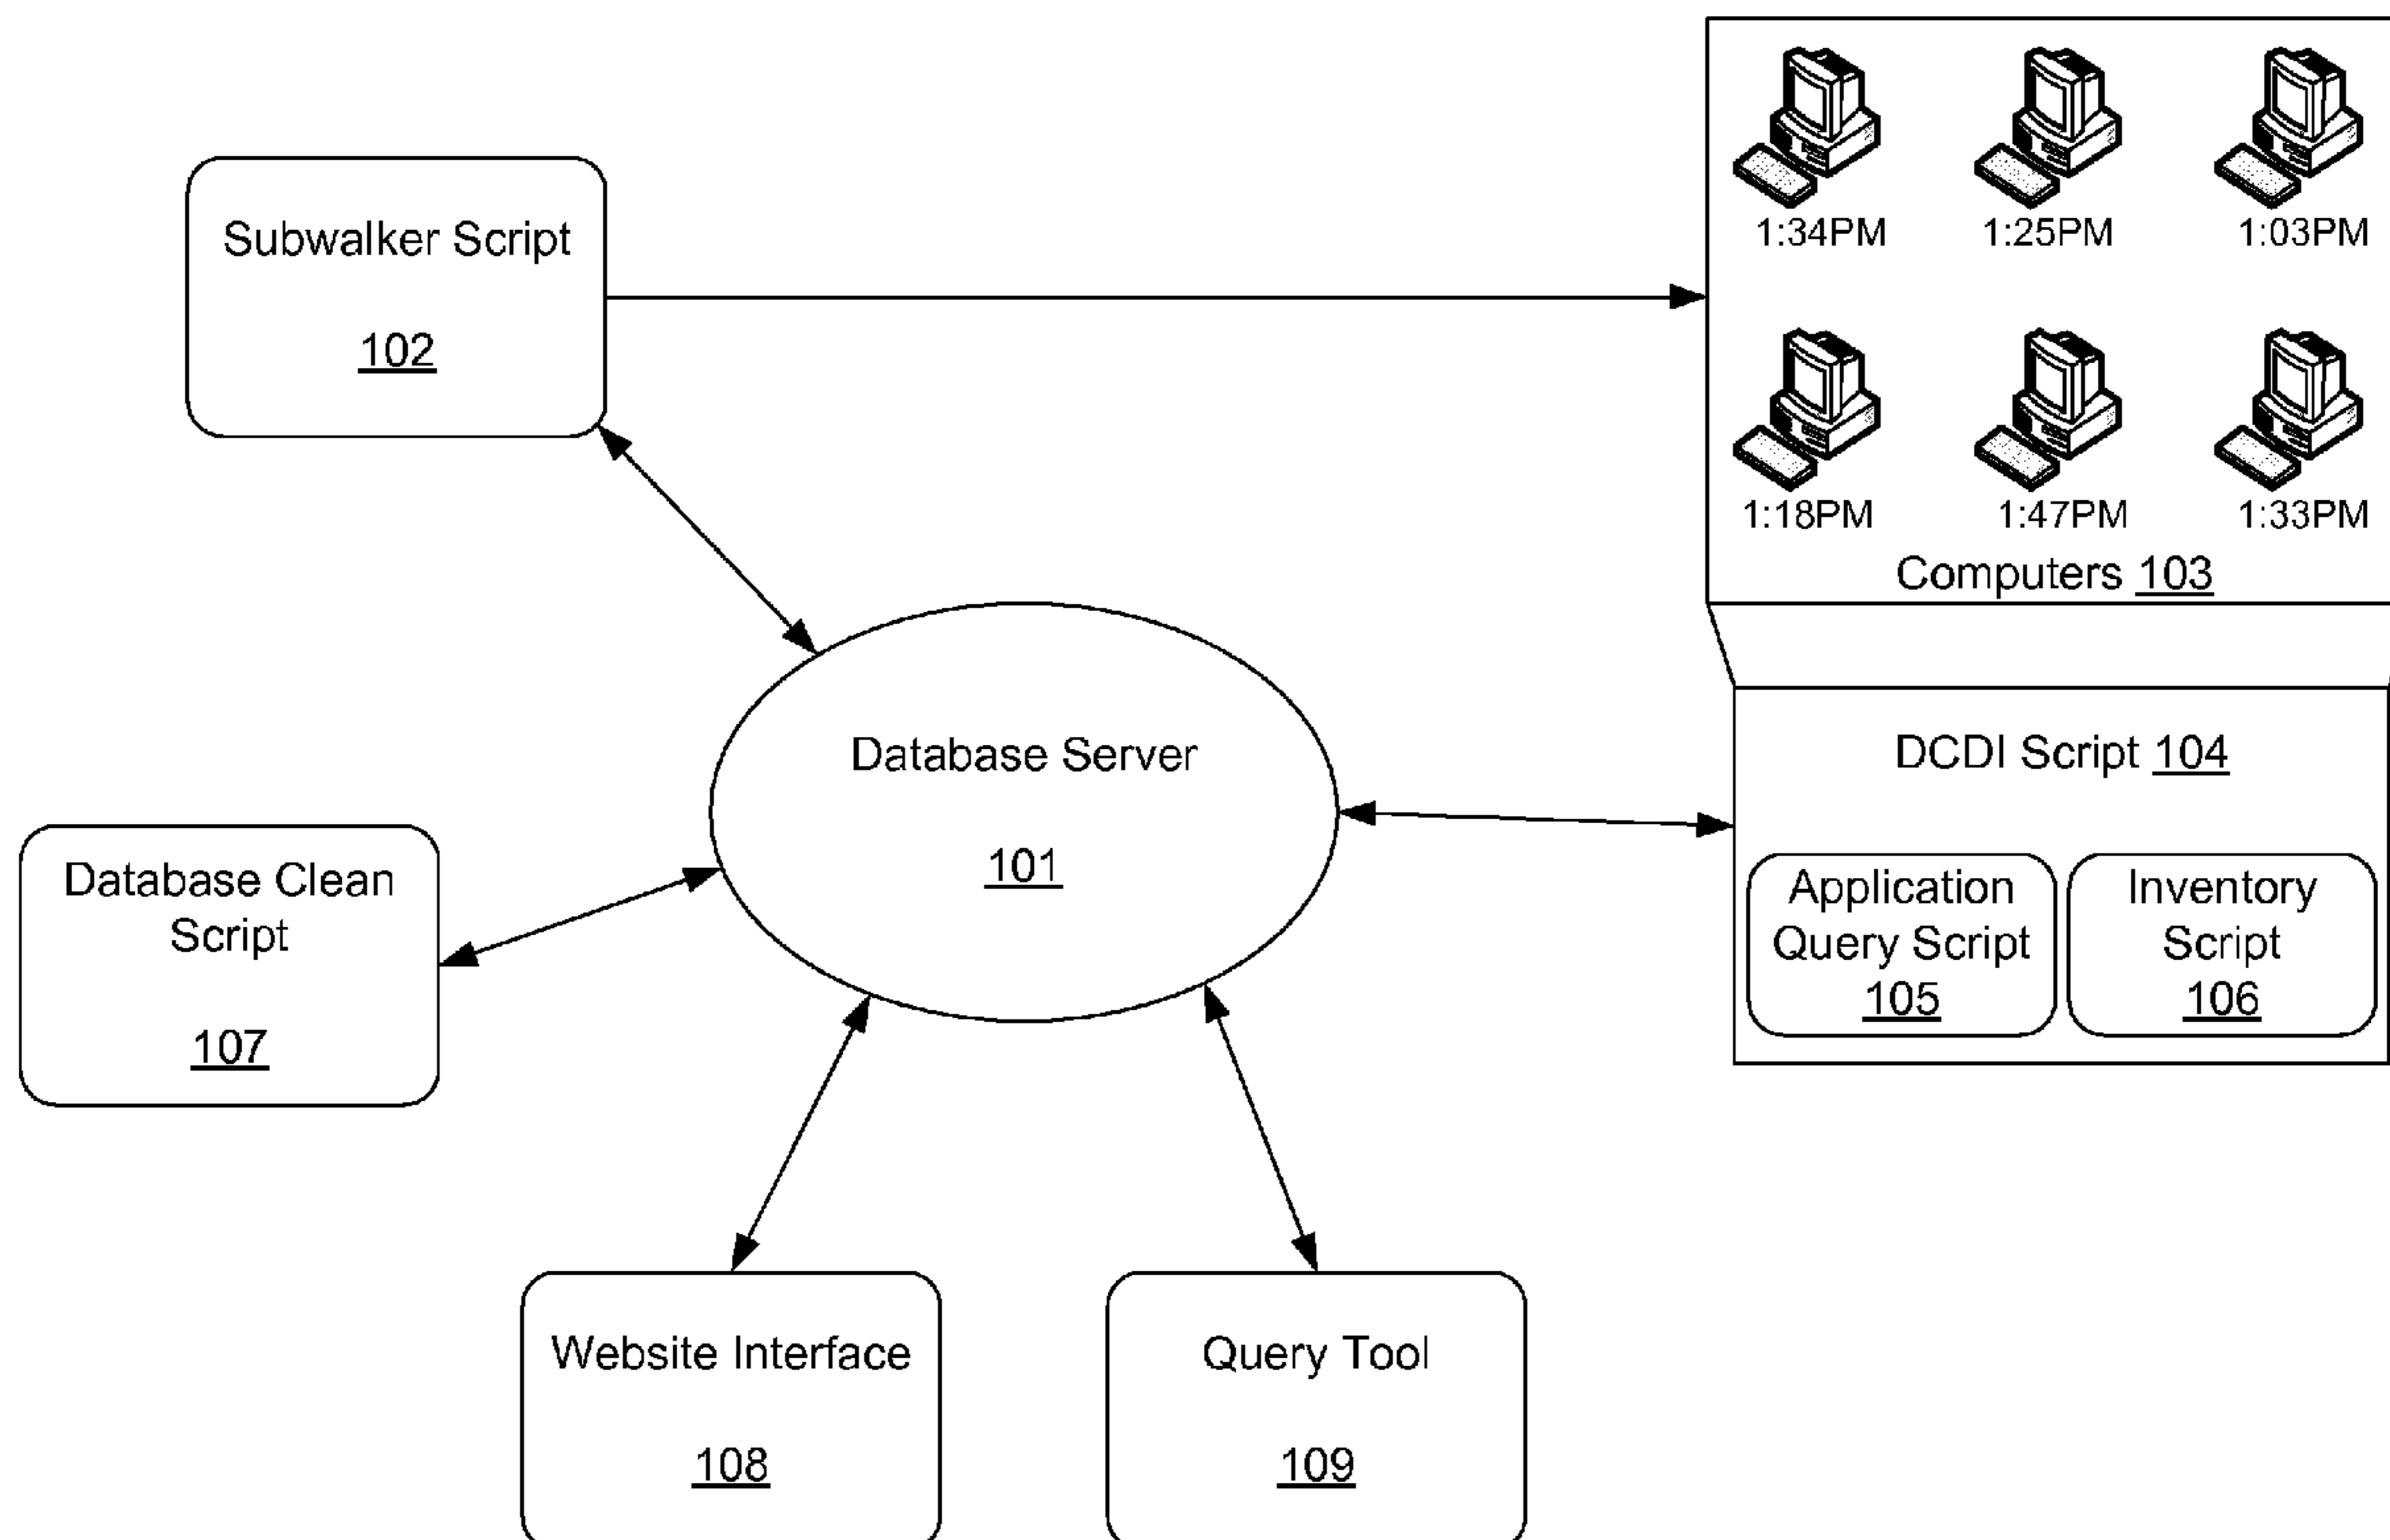 Subwalker Script
102
1:34PM 1:25PM 1:03PM
1:18PM 1:47PM 1:33PM
Computers 103
Database Server
101
DCDI Script 104
Application
Query Script
105
Inventory
Script
106
Database Clean
Script
107
Website Interface
108
Query Tool
109